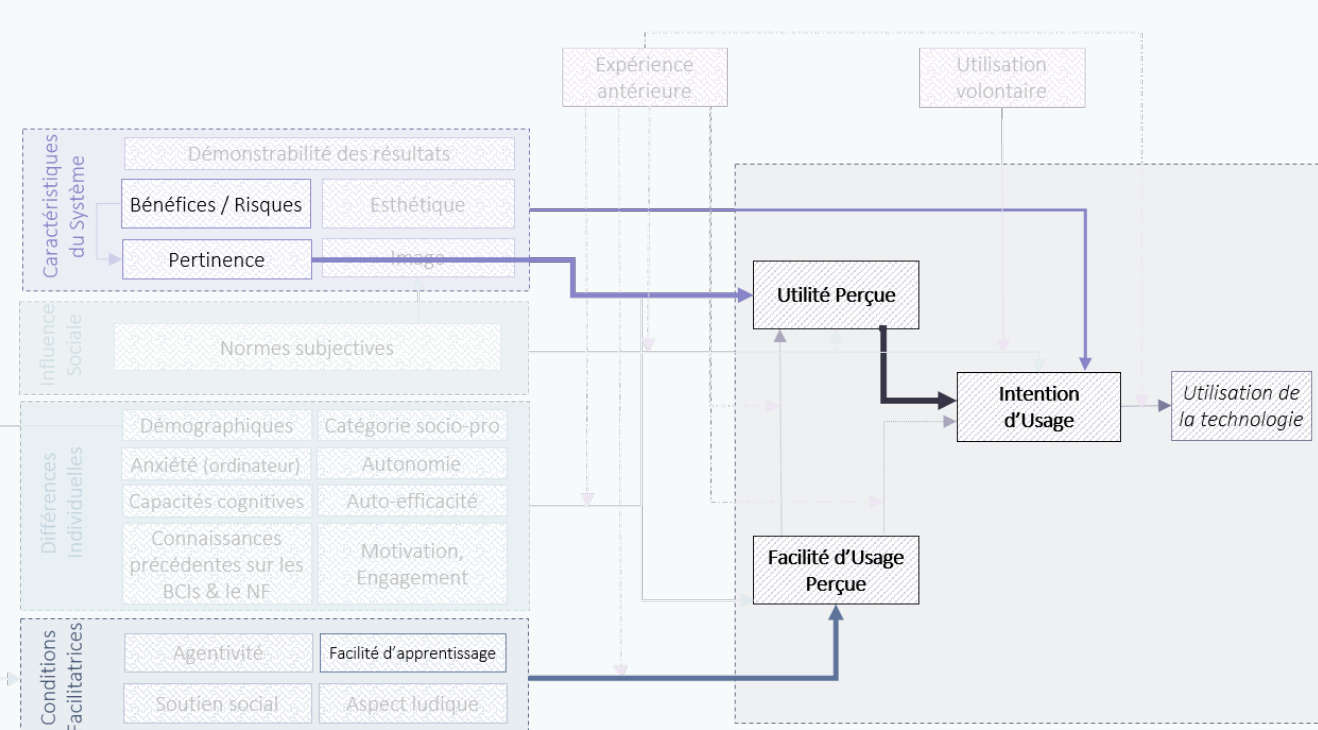 Expérience
antérieure
Utilisation
volontaire
Caractéristiques
du Système
Démonstrabilité des résultats
Bénéfices / Risques
Esthétique
Pertinence
Image
Utilité Perçue
Influence
Sociale
Normes subjectives
Intention
d'Usage
Utilisation de
la technologie
Différences
Individuelles
Démographiques
Catégorie socio-pro
Anxiété (ordinateur)
Autonomie
Capacités cognitives
Auto-efficacité
Connaissances
précédentes sur les
BCIs & le NF
Motivation,
Engagement
Facilité d'Usage
Perçue
Conditions
Facilitatrices
Agentivité
Facilité d'apprentissage
Soutien social
Aspect ludique